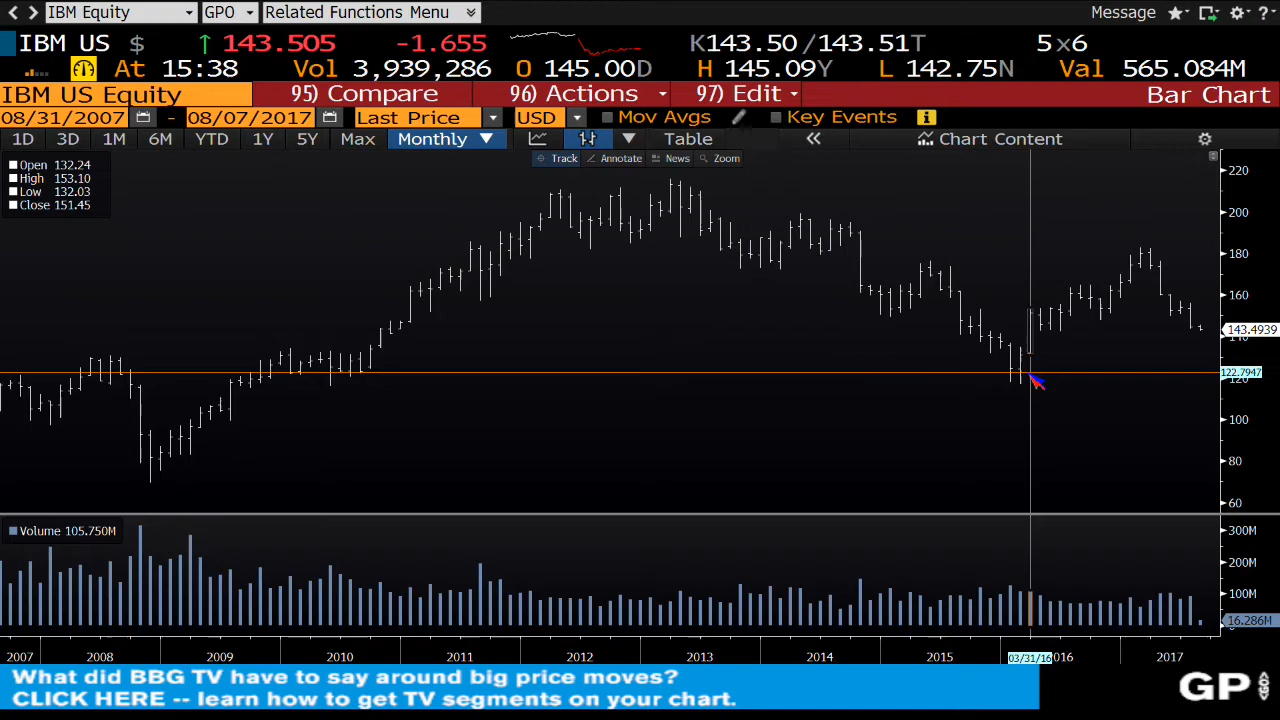 IBM Equity GPO Related Functions Menu Message ?
IBM US $ ↑ 143.505 -1.655 K143.50 /143.51T 5x6
At 15:38 Vol 3,939,286 O 145.00D H 145.09Y L 142.75N Val 565.084M
IBM US Equity 95) Compare 96) Actions 97) Edit Bar Chart
08/31/2007 - 08/07/2017 Last Price USD Mov Avgs Key Events i
1D 3D 1M 6M YTD 1Y 5Y Max Monthly Table « Chart Content
Track Annotate News Zoom
Open 132.24
High 153.10
Low 132.03
Close 151.45
220
200
180
160
143.4939
140
122.7947
120
100
80
60
Volume 105.750M
300M
200M
100M
16.286M
0
2007 2008 2009 2010 2011 2012 2013 2014 2015 03/31/16 2016 2017
What did BBG TV have to say around big price moves?
CLICK HERE -- learn how to get TV segments on your chart.
GP GO